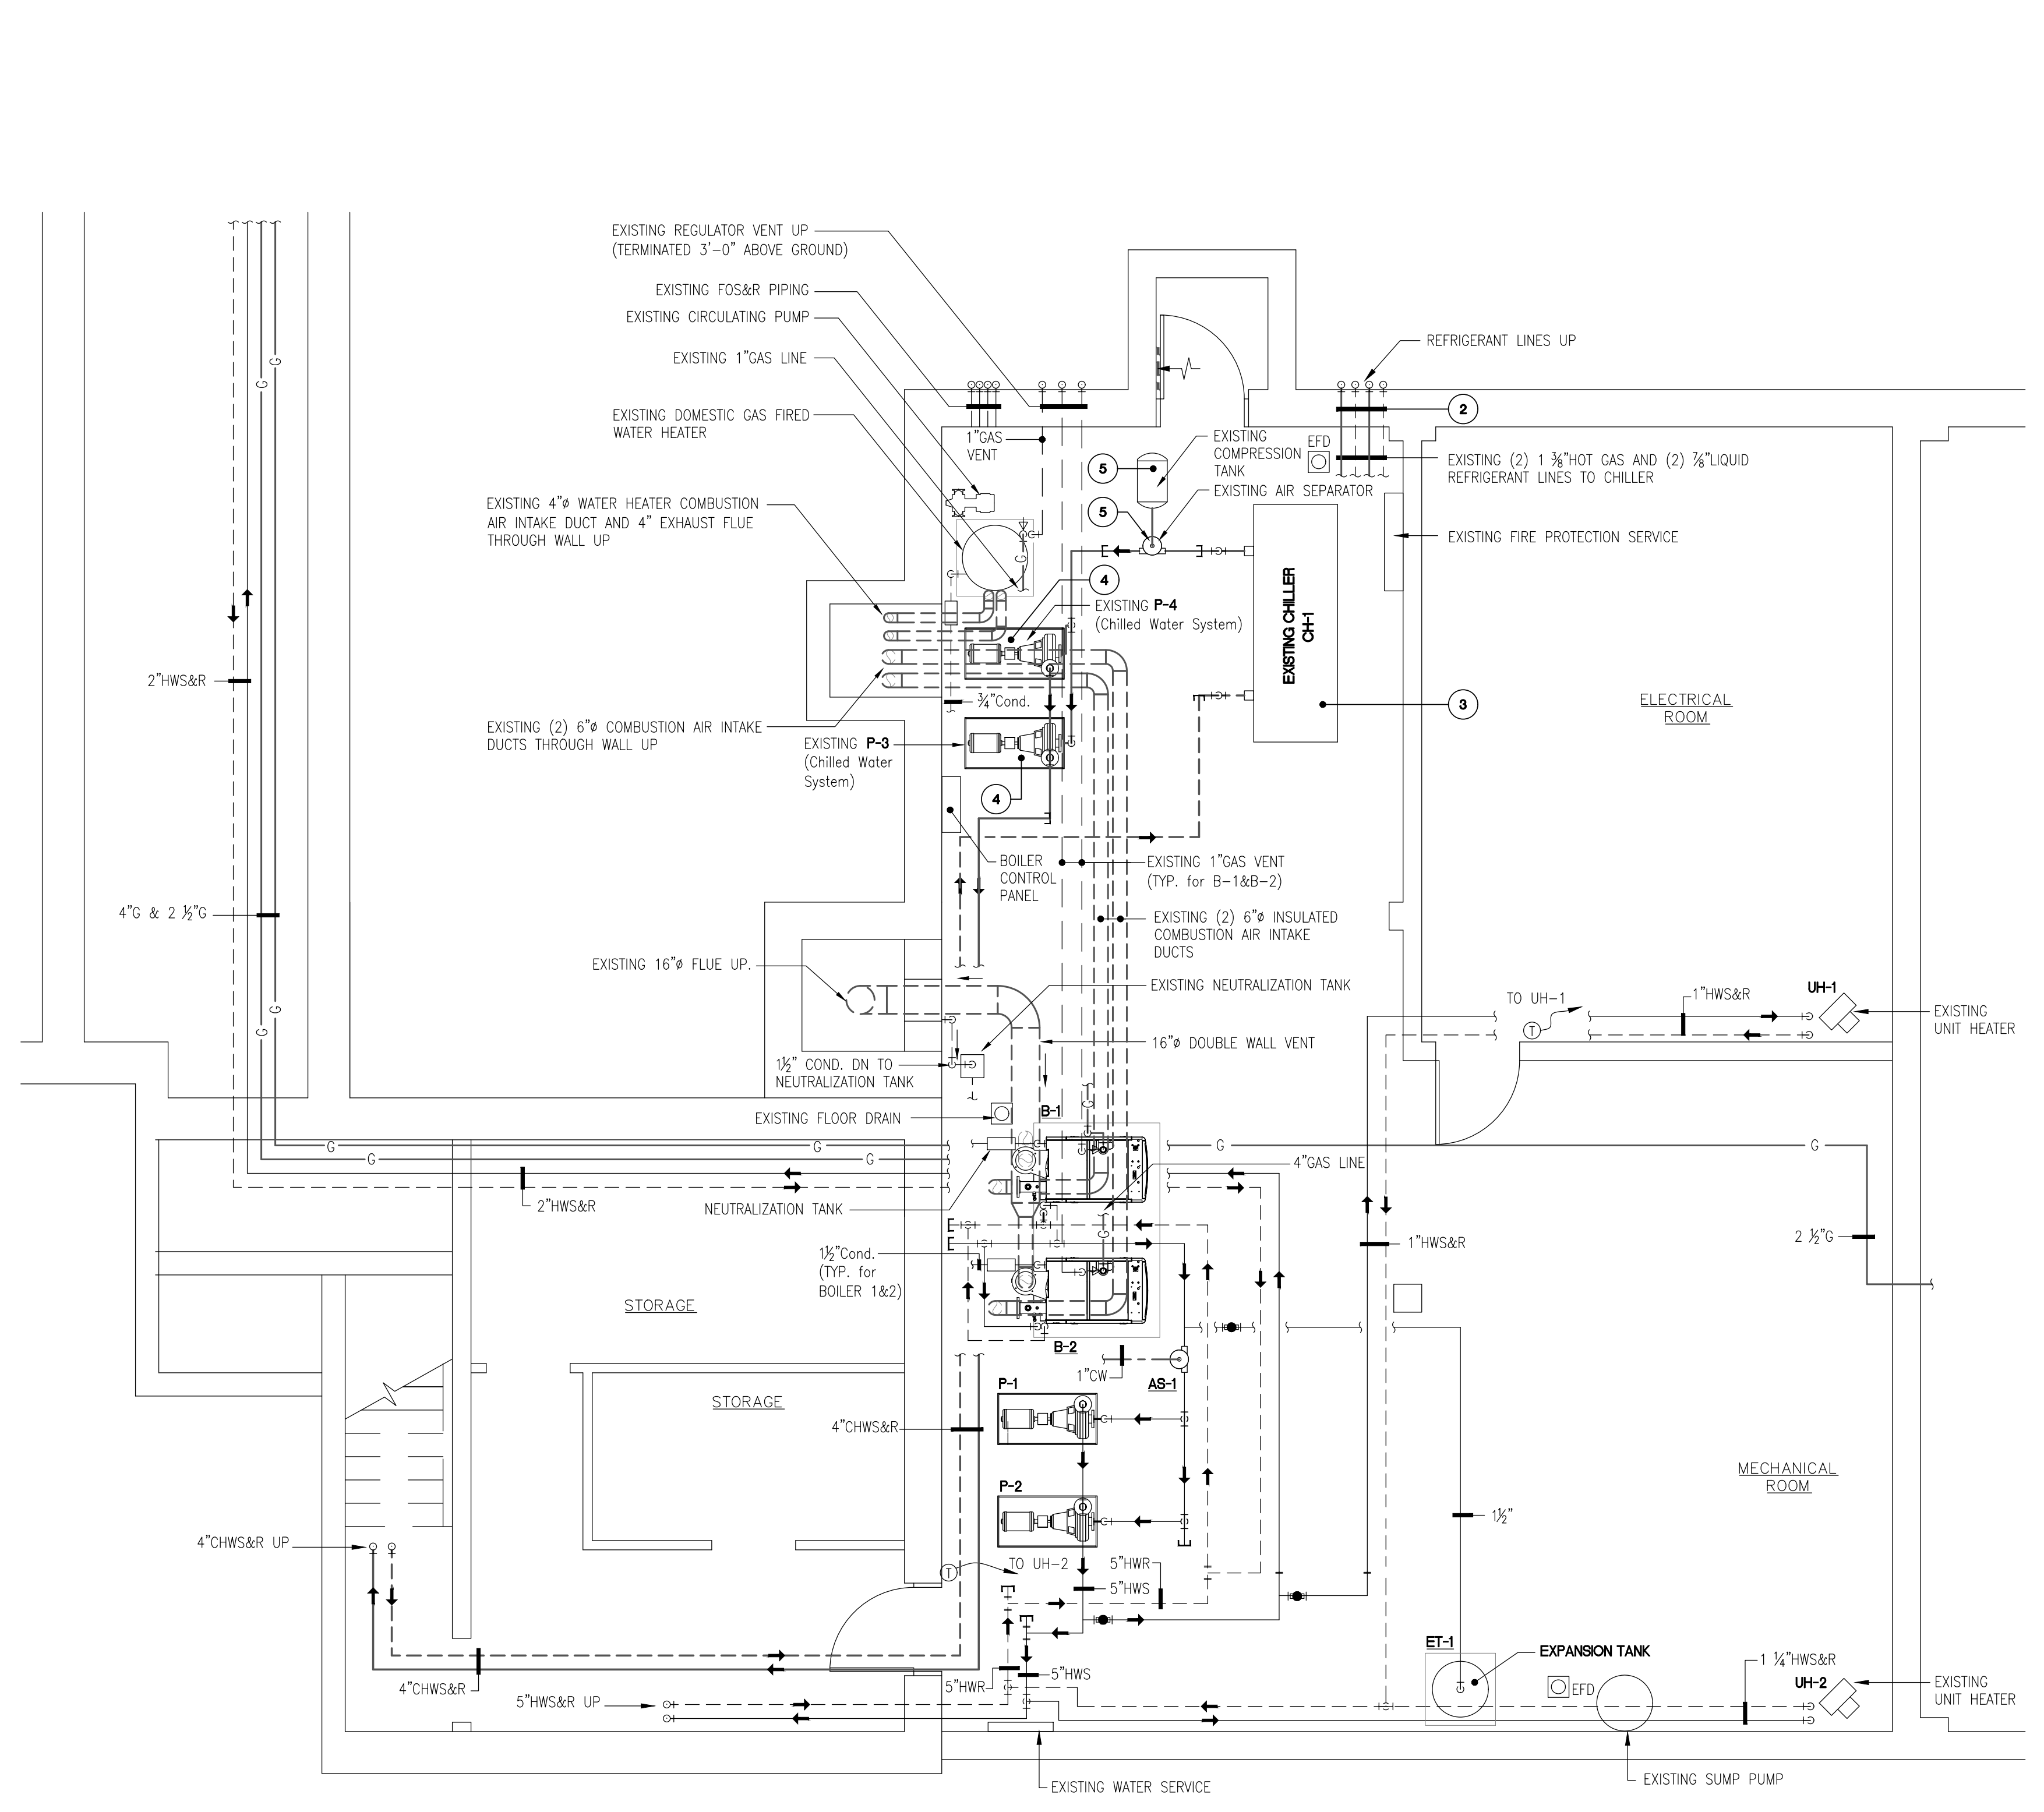 EXISTING REGULATOR VENT UP
(TERMINATED 3'-0" ABOVE GROUND)
EXISTING FOS&R PIPING
EXISTING CIRCULATING PUMP
EXISTING 1"GAS LINE
EXISTING DOMESTIC GAS FIRED
WATER HEATER
EXISTING 4"ø WATER HEATER COMBUSTION
AIR INTAKE DUCT AND 4" EXHAUST FLUE
THROUGH WALL UP
1"GAS
VENT
REFRIGERANT LINES UP
2
EXISTING
COMPRESSION
TANK
EFD
5
EXISTING (2) 1 ⅜"HOT GAS AND (2) ⅞"LIQUID
REFRIGERANT LINES TO CHILLER
EXISTING AIR SEPARATOR
5
EXISTING FIRE PROTECTION SERVICE
G
G
G
4
EXISTING P-4
(Chilled Water System)
EXISTING CHILLER
CH-1
3
2"HWS&R
¾"Cond.
EXISTING (2) 6"ø COMBUSTION AIR INTAKE
DUCTS THROUGH WALL UP
EXISTING P-3
(Chilled Water
System)
4
ELECTRICAL
ROOM
BOILER
CONTROL
PANEL
EXISTING 1"GAS VENT
(TYP. for B-1&B-2)
4"G & 2 ½"G
EXISTING (2) 6"ø INSULATED
COMBUSTION AIR INTAKE
DUCTS
EXISTING 16"ø FLUE UP.
EXISTING NEUTRALIZATION TANK
G
G
16"ø DOUBLE WALL VENT
1½" COND. DN TO
NEUTRALIZATION TANK
TO UH-1
T
1"HWS&R
UH-1
EXISTING
UNIT HEATER
EXISTING FLOOR DRAIN
B-1
G
G
G
G
G
G
G
4"GAS LINE
2"HWS&R
NEUTRALIZATION TANK
G
1½"Cond.
(TYP. for
BOILER 1&2)
1"HWS&R
2 ½"G
STORAGE
B-2
1"CW
AS-1
P-1
STORAGE
4"CHWS&R
P-2
MECHANICAL
ROOM
1½"
4"CHWS&R UP
T
TO UH-2
5"HWR
5"HWS
ET-1
EXPANSION TANK
4"CHWS&R
5"HWR
5"HWS
5"HWS&R UP
EFD
1 ¼"HWS&R
UH-2
EXISTING
UNIT HEATER
EXISTING WATER SERVICE
EXISTING SUMP PUMP